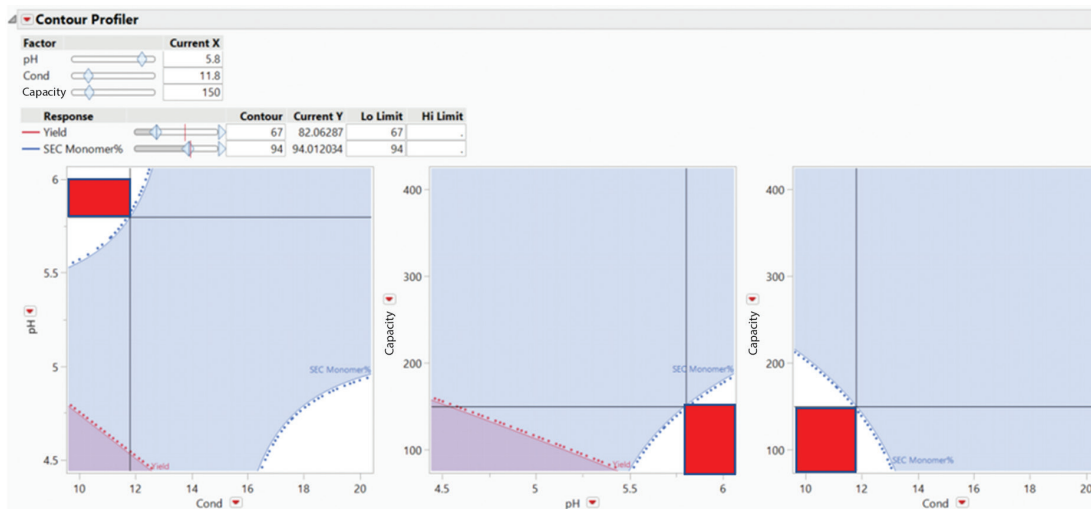 Contour Profiler
Factor Current X
pH 5.8
Cond 11.8
Capacity 150
Response Contour Current Y Lo Limit Hi Limit
Yield 67 82.06287 67 .
SEC Monomer% 94 94.012034 94 .
6
5.5
5
4.5
pH
SEC Monomer%
Yield
10 12 14 16 18 20
Cond
400
300
200
100
Capacity
SEC Monomer%
Yield
4.5 5 5.5 6
pH
400
300
200
100
Capacity
SEC Monomer%
10 12 14 16 18 20
Cond